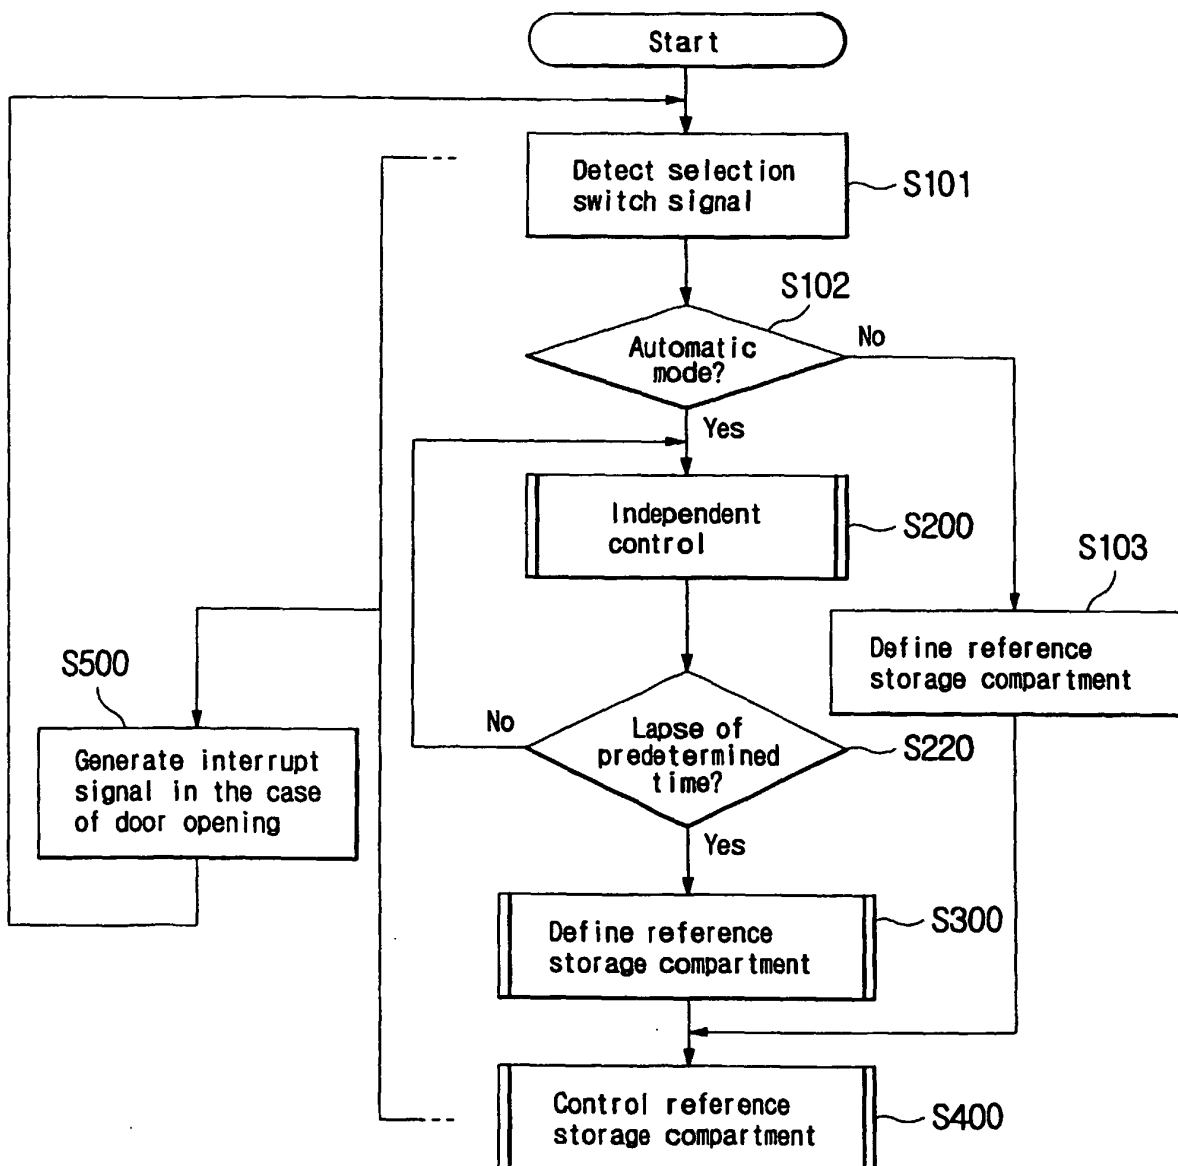 Start
Detect selection
switch signal
S101
S102
Automatic
mode?
No
Yes
Independent
control
S200
S103
Define reference
storage compartment
S500
Generate interrupt
signal in the case
of door opening
No
Lapse of
predetermined
time?
S220
Yes
Define reference
storage compartment
S300
Control reference
storage compartment
S400